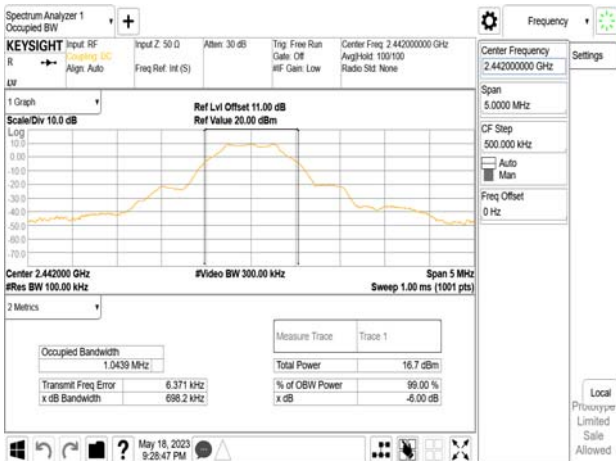 Spectrum Analyzer 1
Occupied BW
Frequency
KEYSIGHT
Input: RF
Coupling: DC
Align: Auto
Input Z: 50 Ω
Freq Ref: Int (S)
Atten: 30 dB
Trig: Free Run
Gate: Off
#IF Gain: Low
Center Freq: 2.442000000 GHz
Avg|Hold: 100/100
Radio Std: None
R
LXI
Center Frequency
2.442000000 GHz
Settings
Span
5.0000 MHz
CF Step
500.000 kHz
Auto
Man
Freq Offset
0 Hz
1 Graph
Scale/Div 10.0 dB
Ref Lvl Offset 11.00 dB
Ref Value 20.00 dBm
Log
10.0
0.00
-10.0
-20.0
-30.0
-40.0
-50.0
-60.0
-70.0
Center 2.442000 GHz
#Res BW 100.00 kHz
#Video BW 300.00 kHz
Span 5 MHz
Sweep 1.00 ms (1001 pts)
2 Metrics
Measure Trace
Trace 1
Occupied Bandwidth
1.0439 MHz
Total Power
16.7 dBm
Transmit Freq Error
6.371 kHz
% of OBW Power
99.00 %
x dB Bandwidth
698.2 kHz
x dB
-6.00 dB
Local
Prototype
Limited
Sale
Allowed
?
May 18, 2023
9:28:47 PM